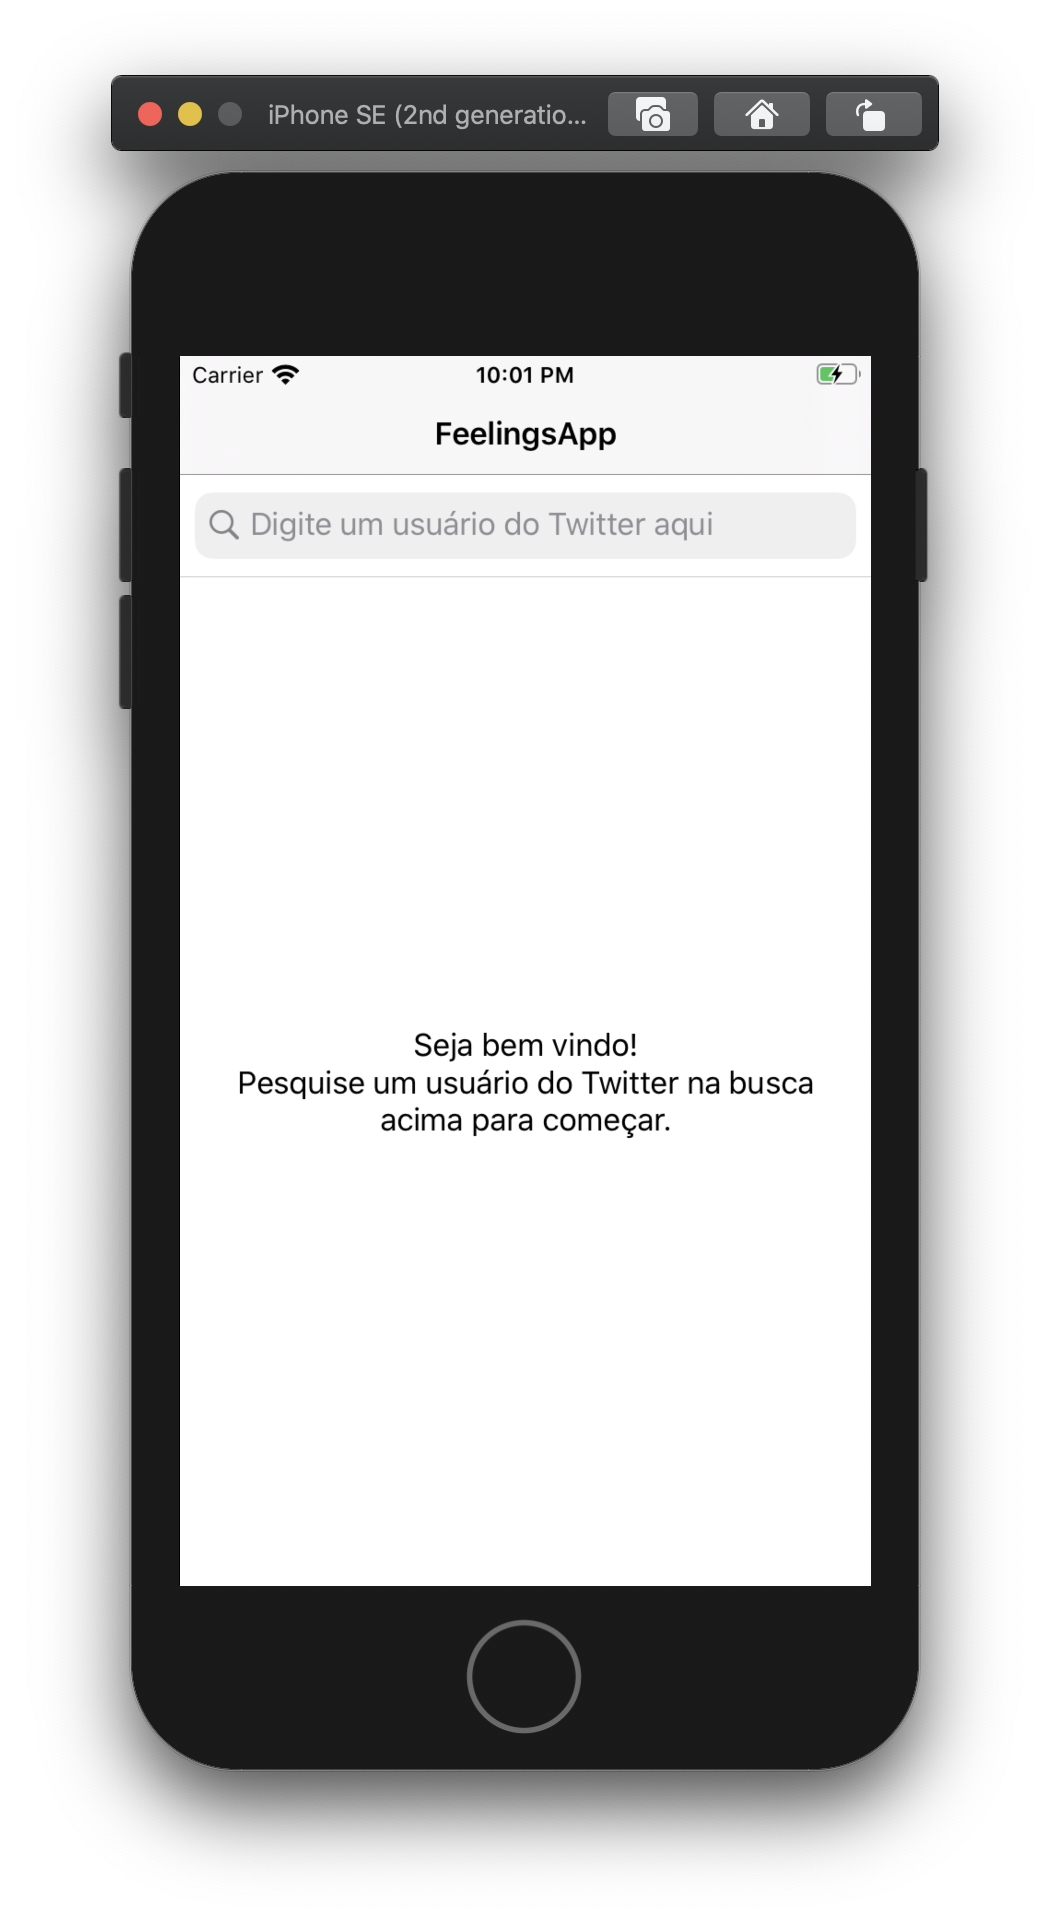 iPhone SE (2nd generatio...
Carrier
10:01 PM
FeelingsApp
Digite um usuário do Twitter aqui
Seja bem vindo!
Pesquise um usuário do Twitter na busca
acima para começar.